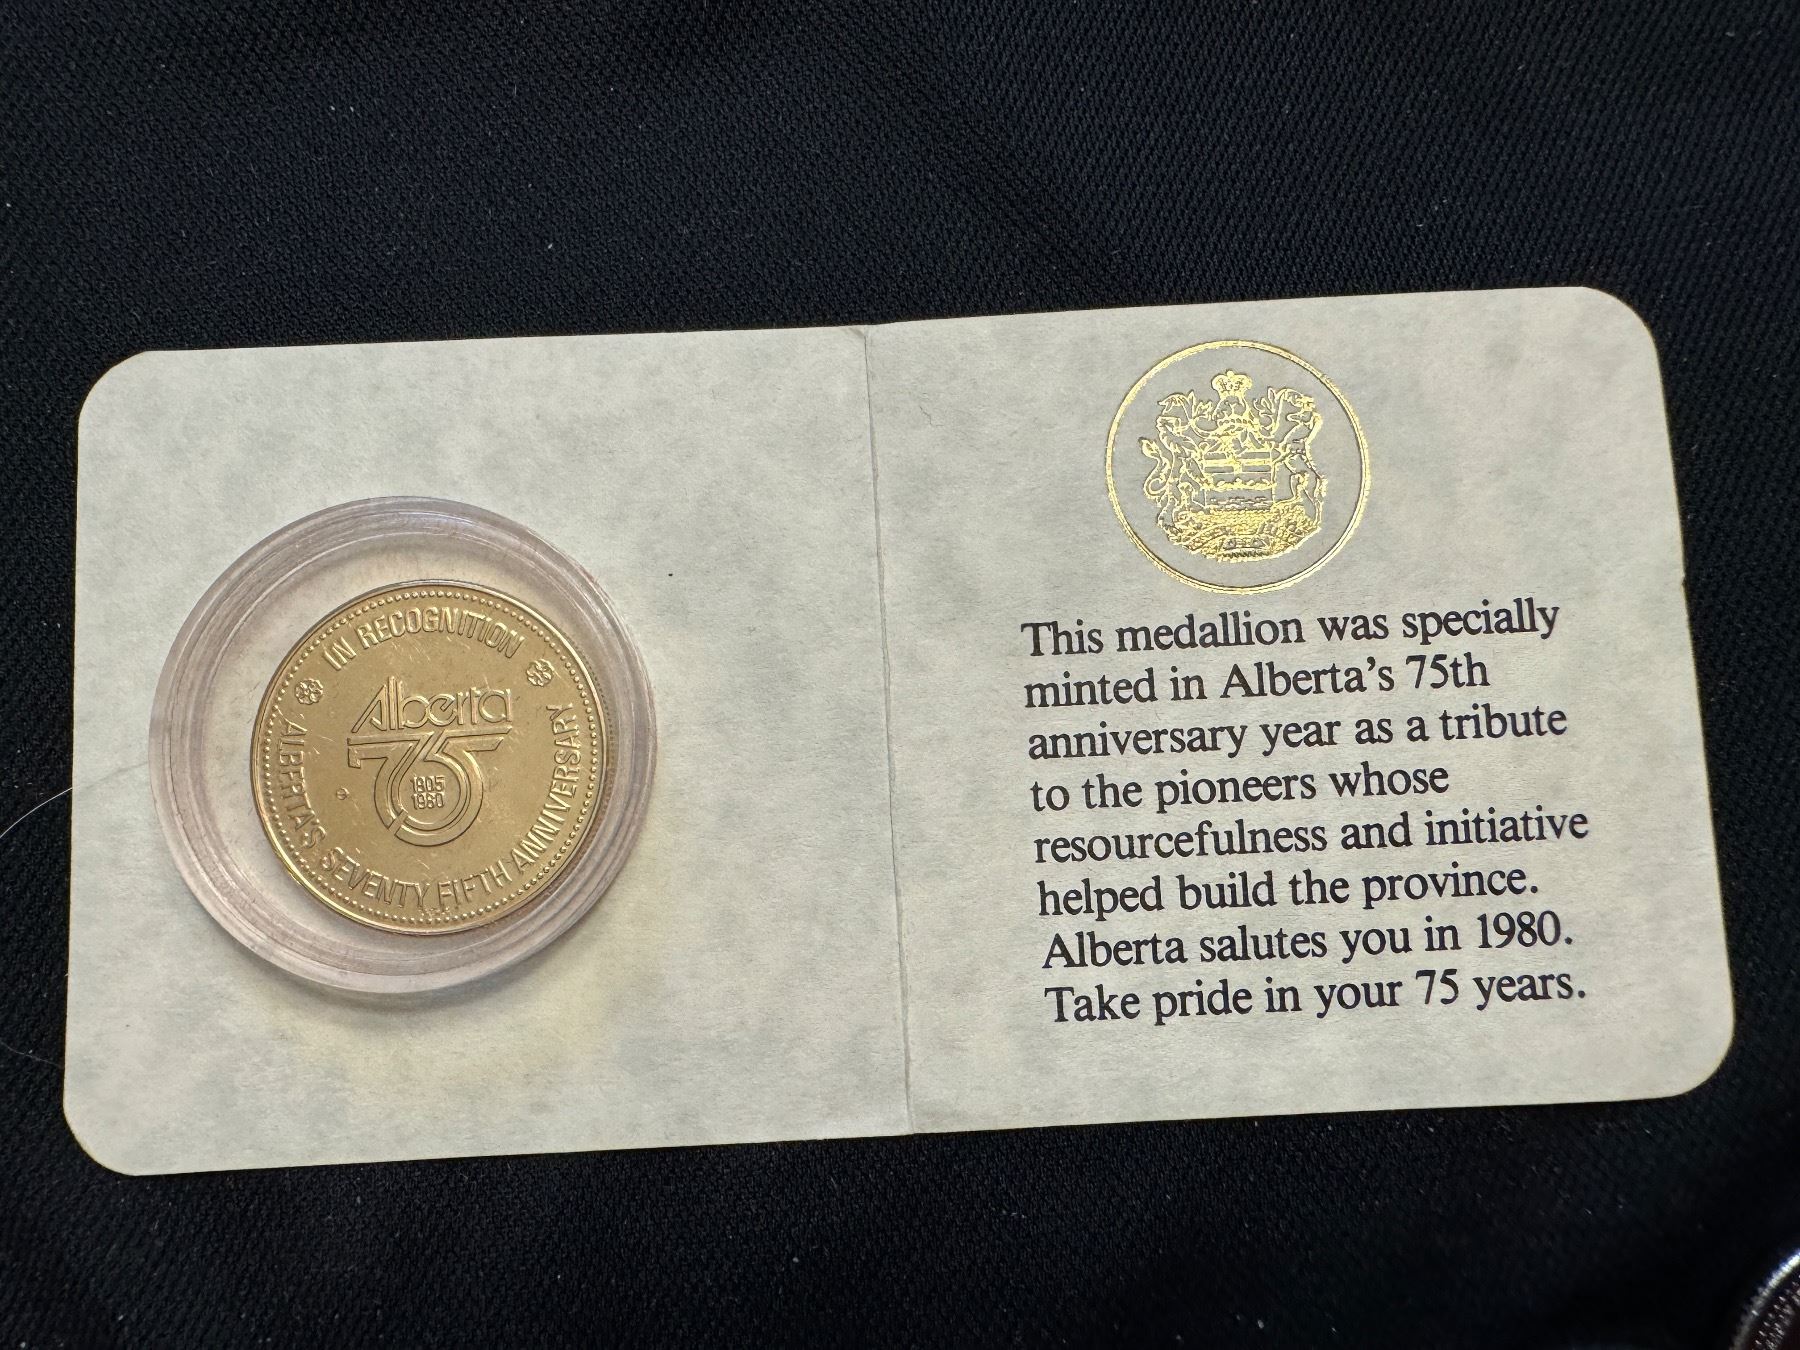 IN RECOGNITION
Alberta
75
1905
1980
ALBERTA'S SEVENTY FIFTH ANNIVERSARY
This medallion was specially
minted in Alberta's 75th
anniversary year as a tribute
to the pioneers whose
resourcefulness and initiative
helped build the province.
Alberta salutes you in 1980.
Take pride in your 75 years.